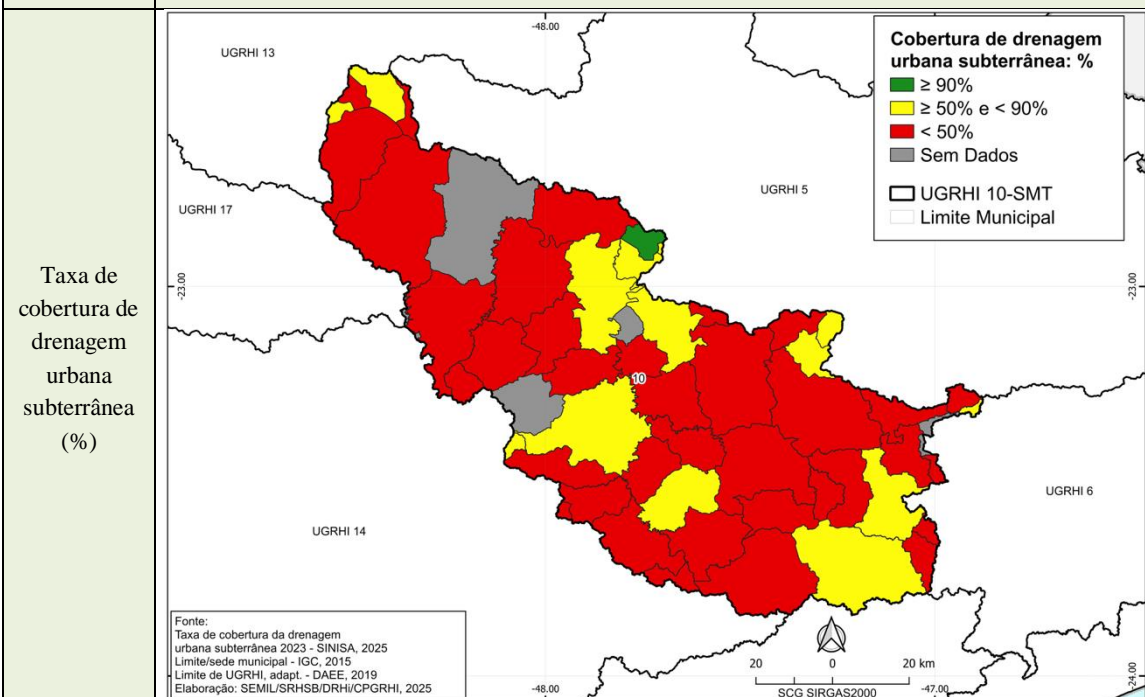 Taxa de
cobertura de
drenagem
urbana
subterrânea
(%)
-48.00
UGRHI 13
Cobertura de drenagem
urbana subterrânea: %
≥ 90%
≥ 50% e < 90%
< 50%
Sem Dados
UGRHI 10-SMT
Limite Municipal
UGRHI 5
UGRHI 17
-23.00
-23.00
10
UGRHI 6
UGRHI 14
Fonte:
Taxa de cobertura da drenagem
urbana subterrânea 2023 - SINISA, 2025
Limite/sede municipal - IGC, 2015
Limite de UGRHI, adapt. - DAEE, 2019
Elaboração: SEMIL/SRHSB/DRHi/CPGRHI, 2025
20 0 20 km
SCG SIRGAS2000
-48.00
-47.00
-24.00